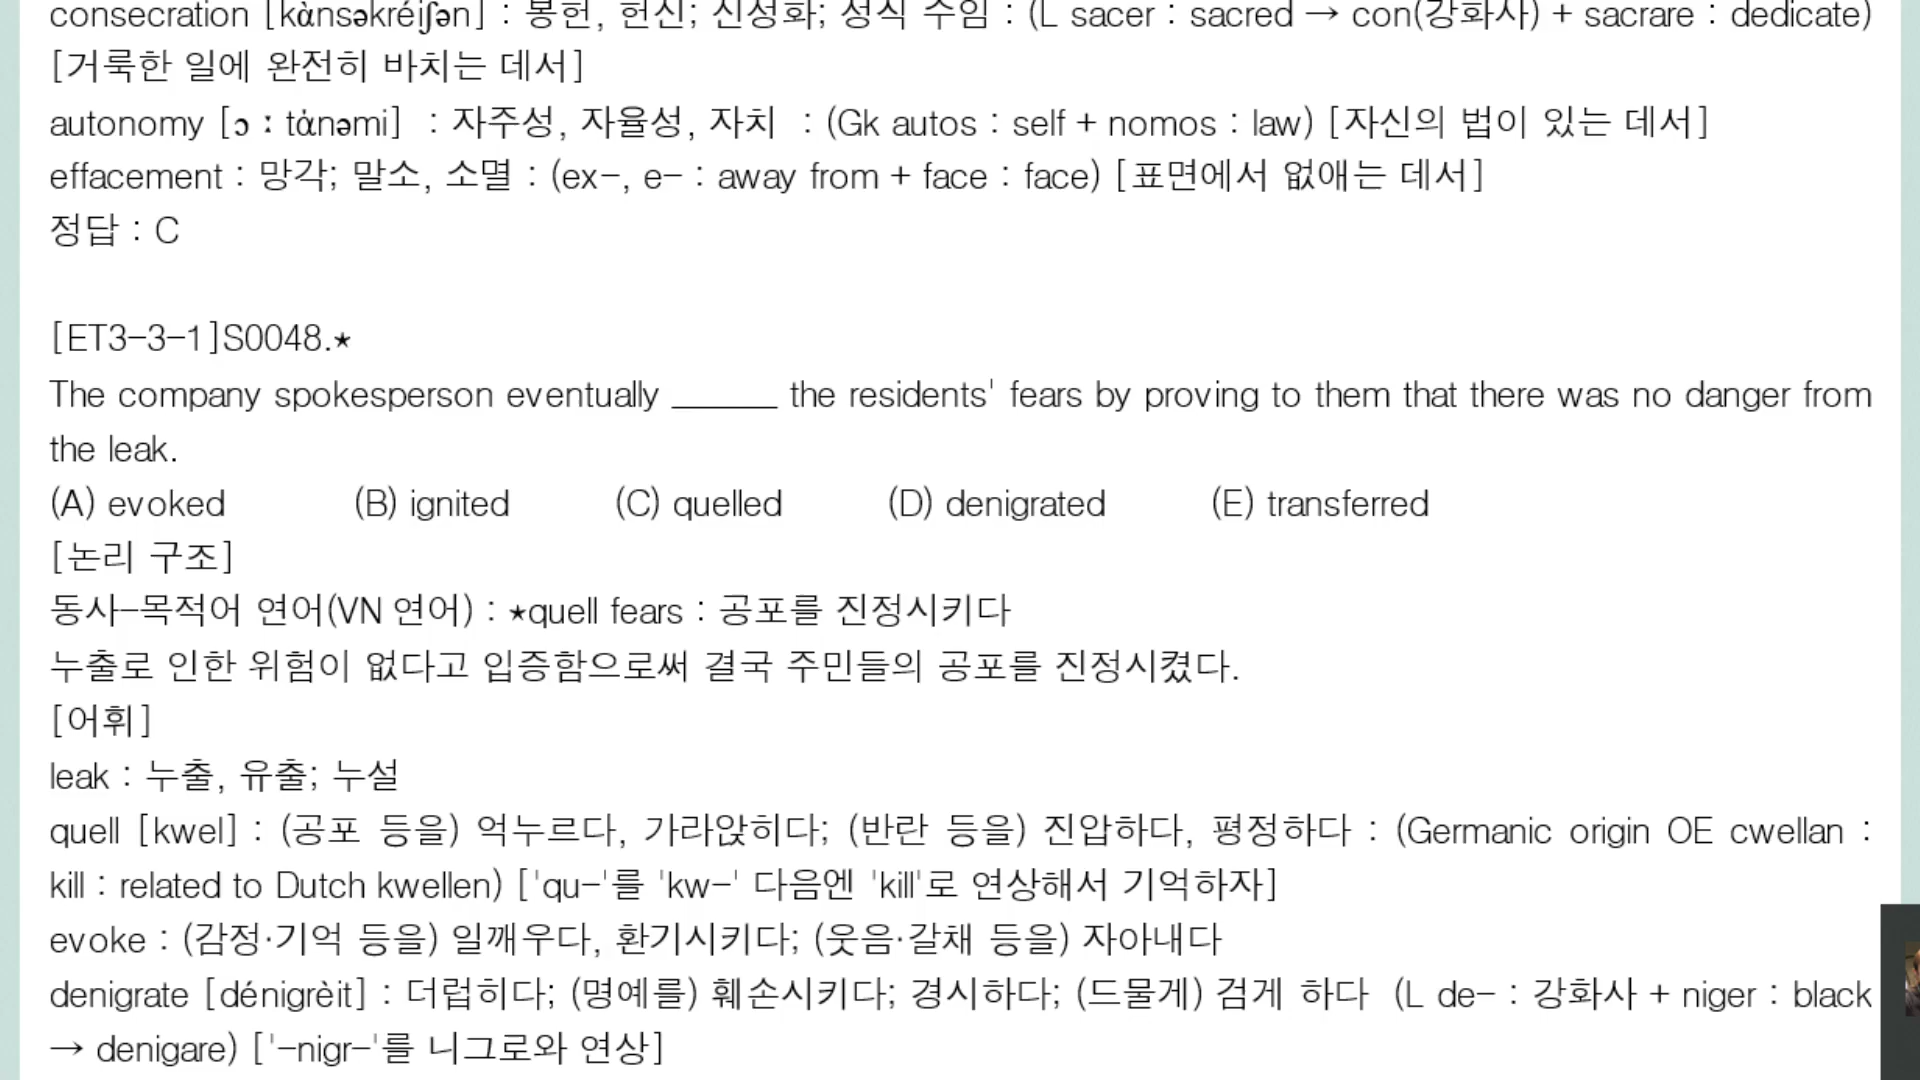 consecration [kὰnsəkréiʃən] : 봉헌, 헌신; 신성화; 성식 수임 : (L sacer : sacred → con(강화사) + sacrare : dedicate)
[거룩한 일에 완전히 바치는 데서]
autonomy [ɔ : tάnəmi] : 자주성, 자율성, 자치 : (Gk autos : self + nomos : law) [자신의 법이 있는 데서]
effacement : 망각; 말소, 소멸 : (ex-, e- : away from + face : face) [표면에서 없애는 데서]
정답 : C
[ET3-3-1]S0048.⋆
The company spokesperson eventually ______ the residents' fears by proving to them that there was no danger from
the leak.
(A) evoked (B) ignited (C) quelled (D) denigrated (E) transferred
[논리 구조]
동사-목적어 연어(VN 연어) : ⋆quell fears : 공포를 진정시키다
누출로 인한 위험이 없다고 입증함으로써 결국 주민들의 공포를 진정시켰다.
[어휘]
leak : 누출, 유출; 누설
quell [kwel] : (공포 등을) 억누르다, 가라앉히다; (반란 등을) 진압하다, 평정하다 : (Germanic origin OE cwellan :
kill : related to Dutch kwellen) ['qu-'를 'kw-' 다음엔 'kill'로 연상해서 기억하자]
evoke : (감정·기억 등을) 일깨우다, 환기시키다; (웃음·갈채 등을) 자아내다
denigrate [dénigrèit] : 더럽히다; (명예를) 훼손시키다; 경시하다; (드물게) 검게 하다 (L de- : 강화사 + niger : black
→ denigare) ['-nigr-'를 니그로와 연상]